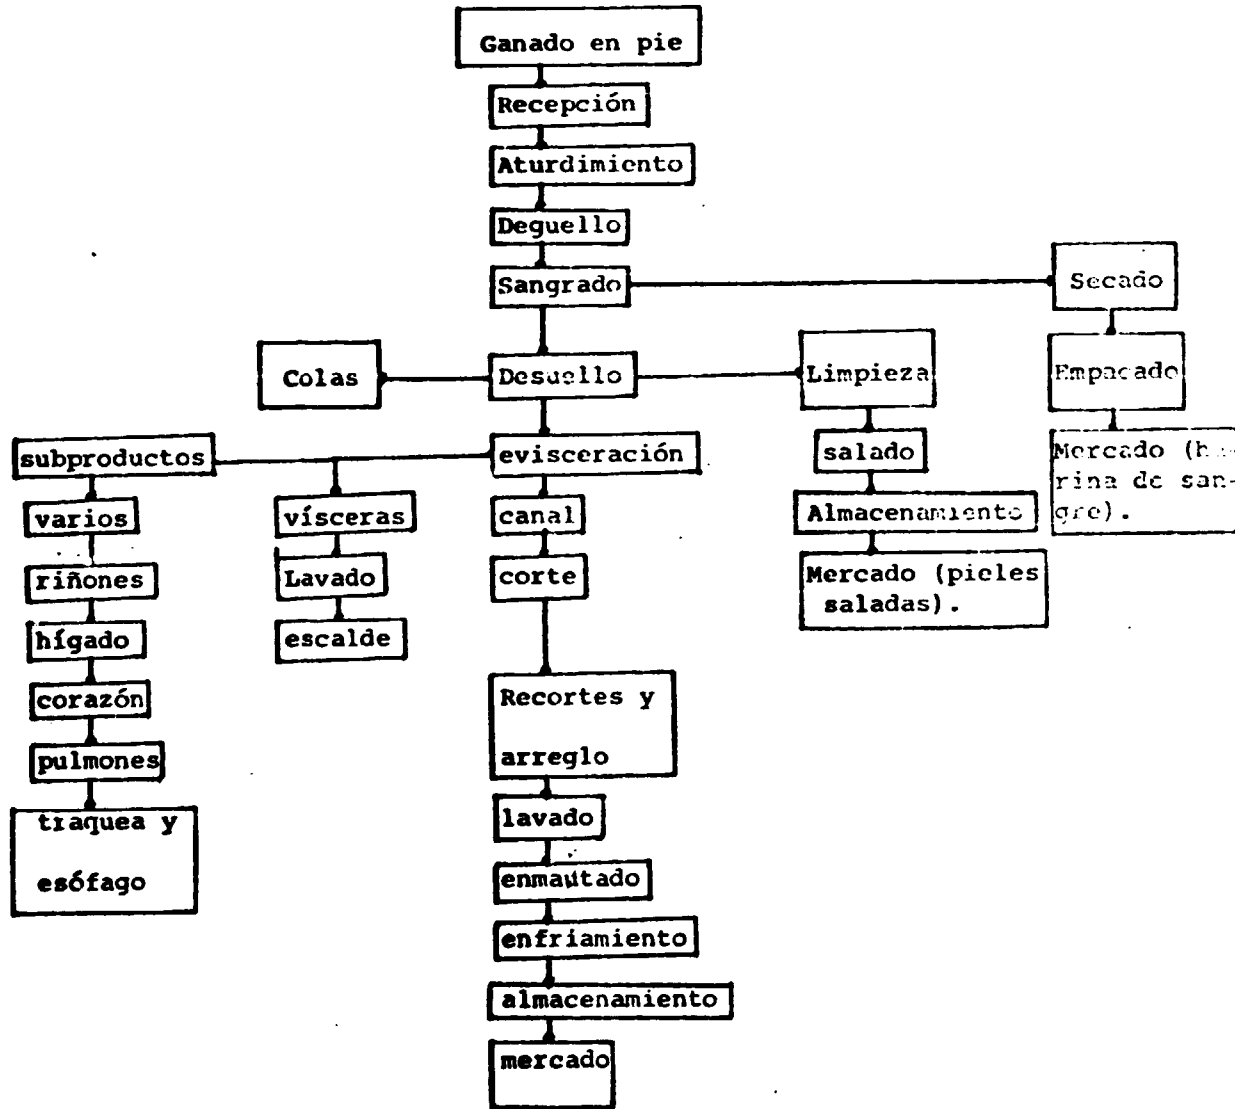 Ganado en pie
Recepción
Aturdimiento
Deguello
Sangrado
Secado
Colas
Desuello
Limpieza
Empacado
subproductos
evisceración
salado
Mercado (ha-
rina de san-
gre).
varios
vísceras
canal
Almacenamiento
riñones
Lavado
corte
Mercado (pieles
saladas).
hígado
escalde
corazón
Recortes y
arreglo
pulmones
traquea y
esófago
lavado
enmautado
enfriamiento
almacenamiento
mercado